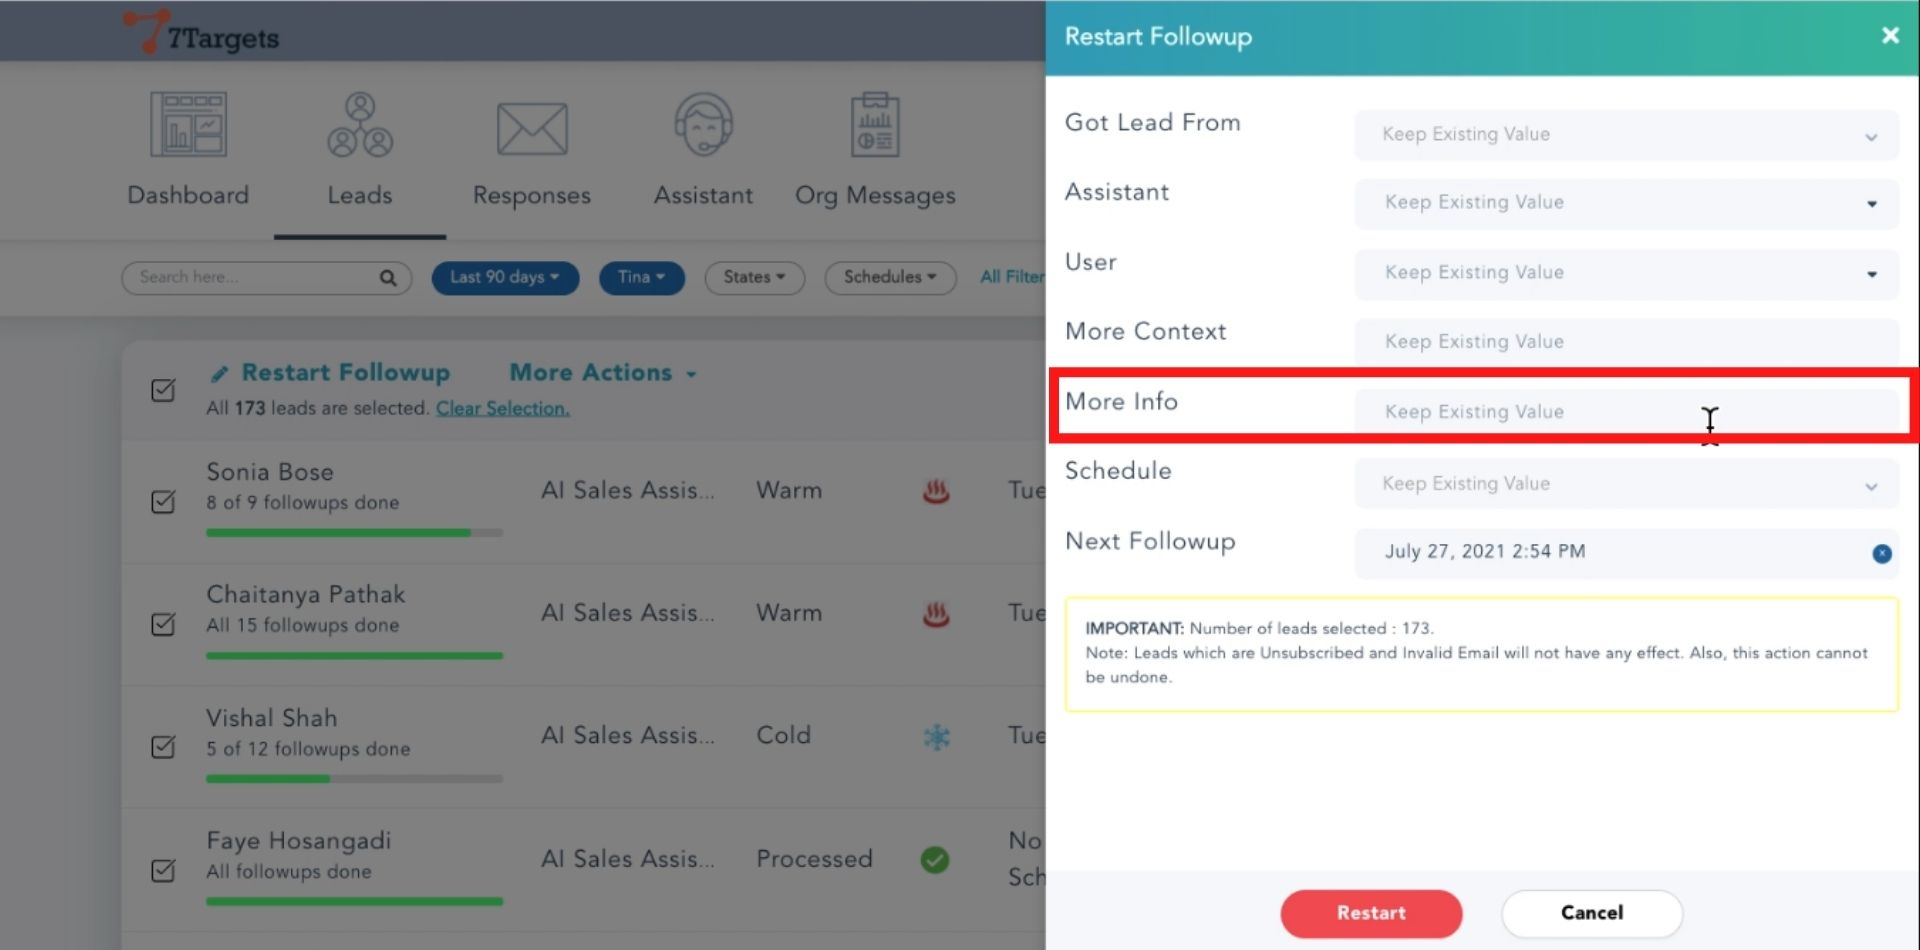 7Targets
Dashboard
Leads
Responses
Assistant
Org Messages
Search here...
Last 90 days
Tina
States
Schedules
All Filter
Restart Followup
More Actions
All 173 leads are selected. Clear Selection.
Sonia Bose
8 of 9 followups done
AI Sales Assis...
Warm
Tue
Chaitanya Pathak
All 15 followups done
AI Sales Assis...
Warm
Tue
Vishal Shah
5 of 12 followups done
AI Sales Assis...
Cold
Tue
Faye Hosangadi
All followups done
AI Sales Assis...
Processed
No
Sch
Restart Followup
Got Lead From
Keep Existing Value
Assistant
Keep Existing Value
User
Keep Existing Value
More Context
Keep Existing Value
More Info
Keep Existing Value
Schedule
Keep Existing Value
Next Followup
July 27, 2021 2:54 PM
IMPORTANT: Number of leads selected : 173.
Note: Leads which are Unsubscribed and Invalid Email will not have any effect. Also, this action cannot
be undone.
Restart
Cancel